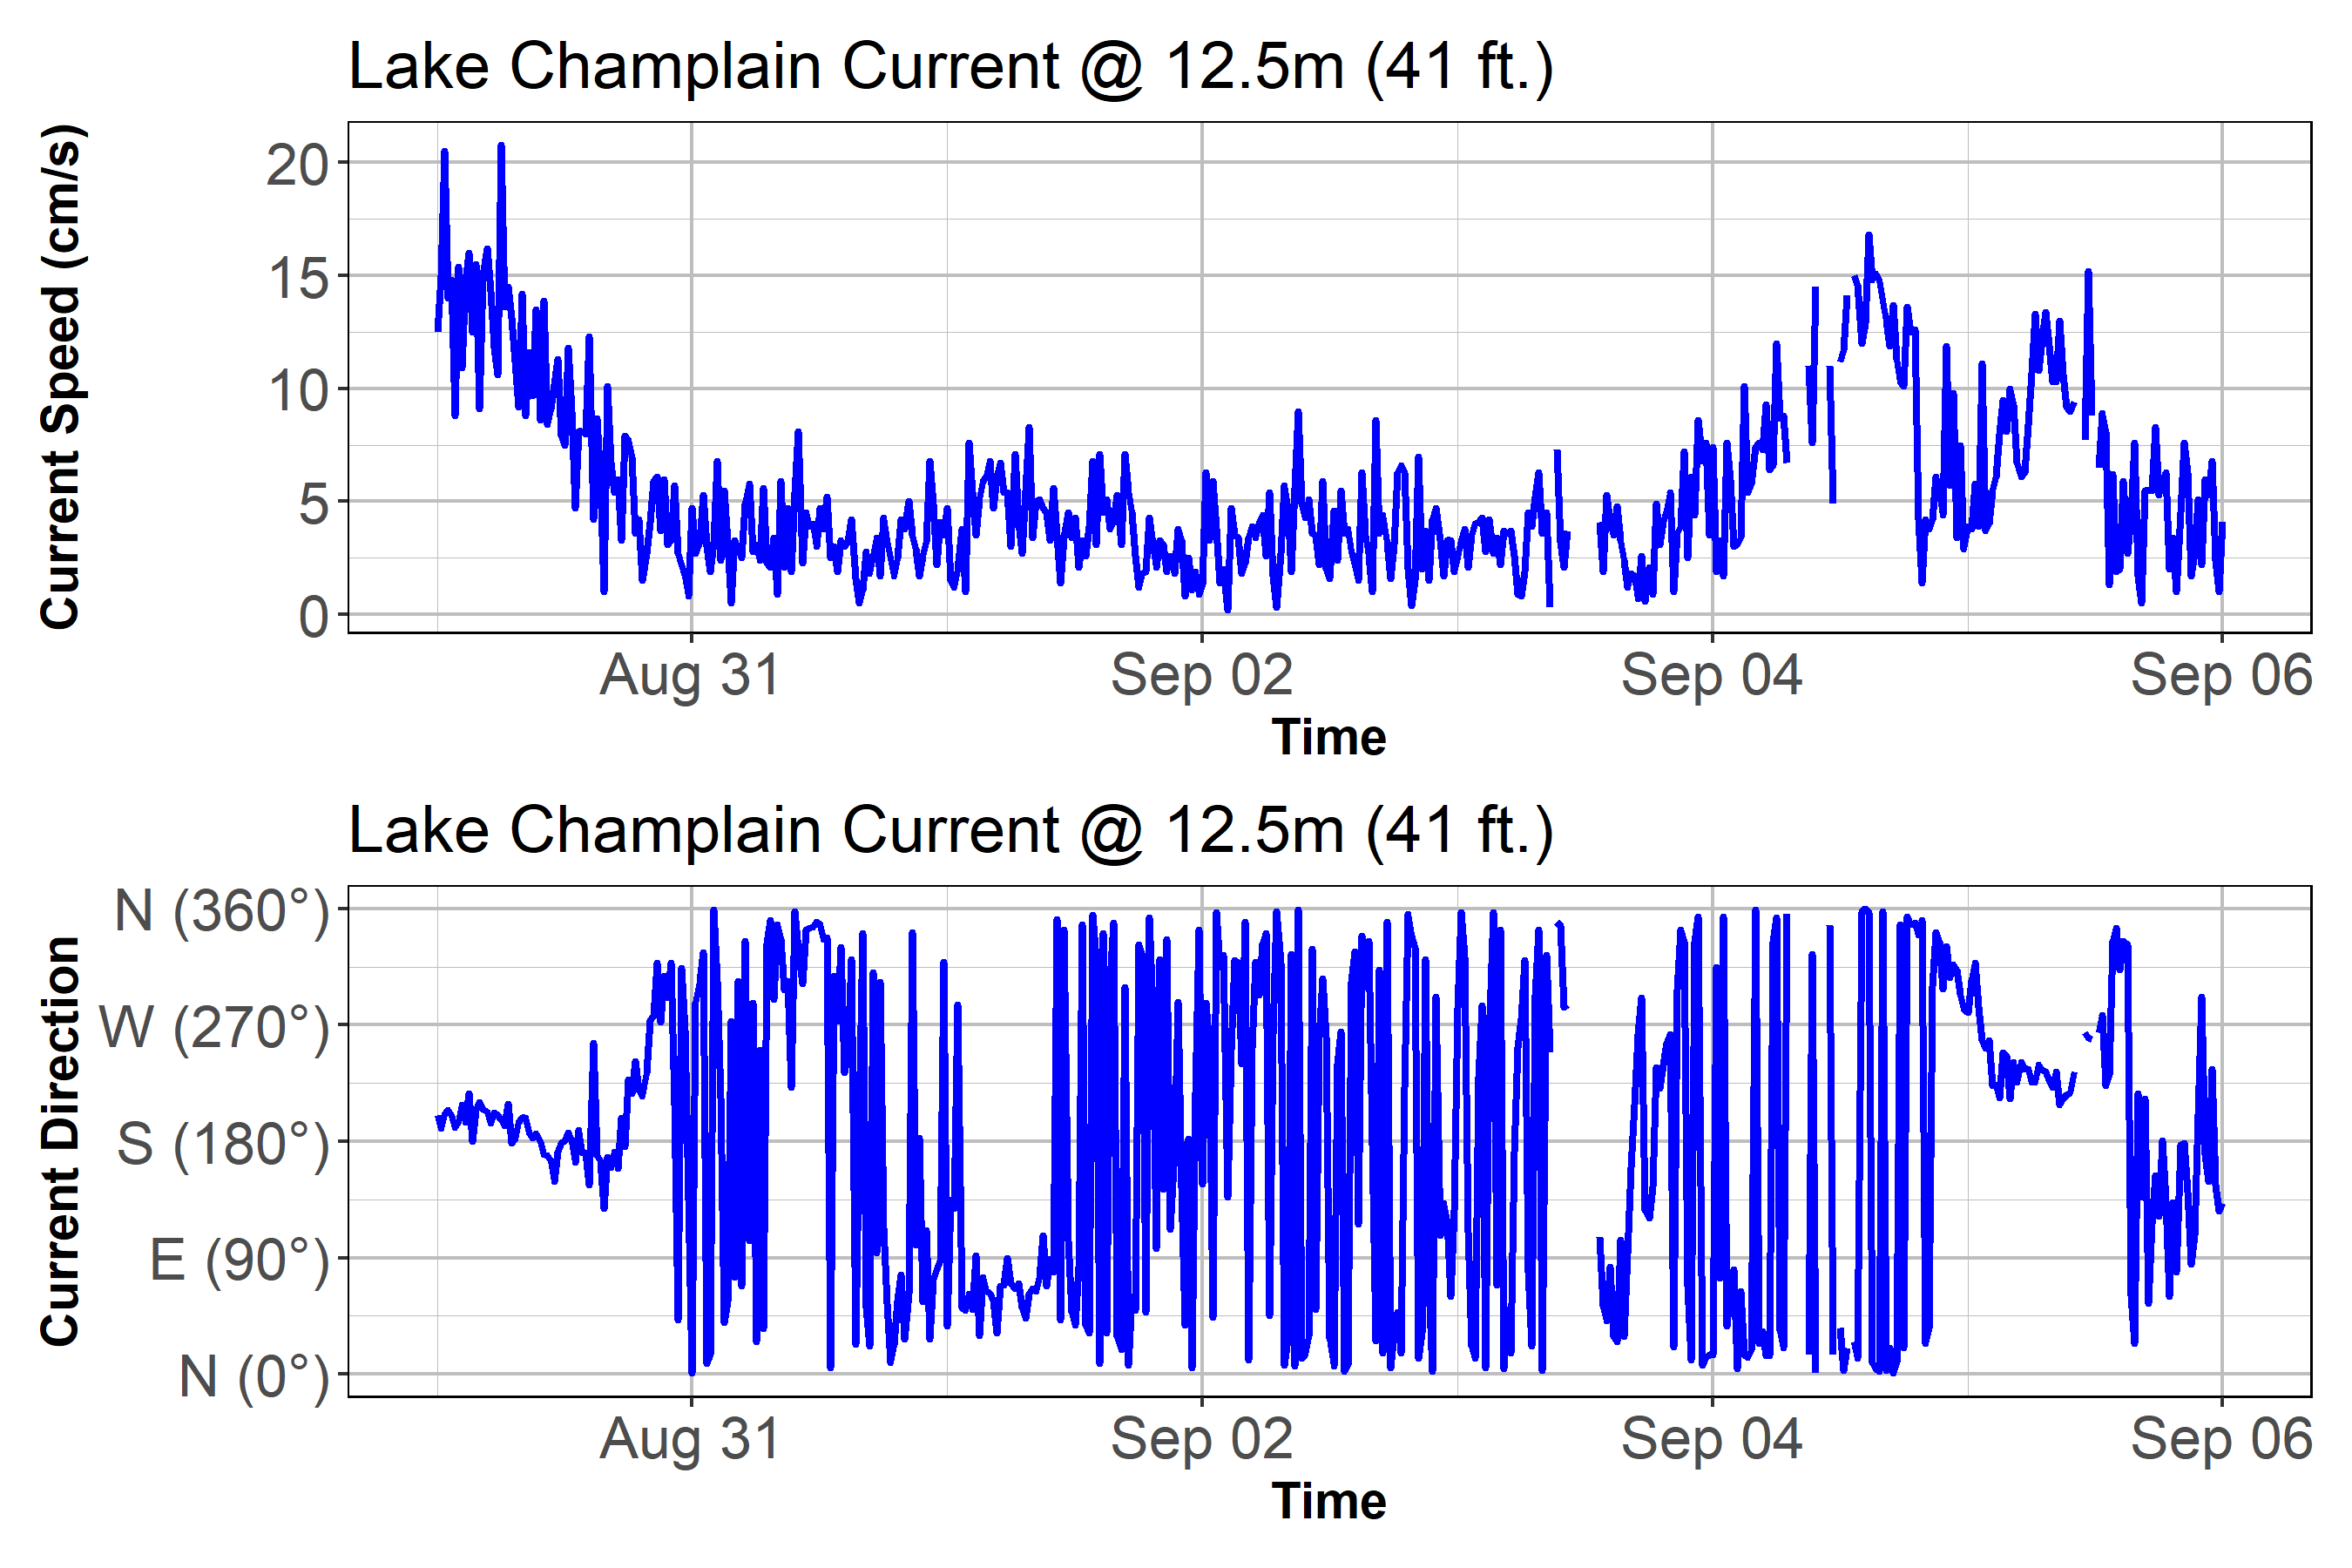 Lake Champlain Current @ 12.5m (41 ft.)
Current Speed (cm/s)
20
15
10
5
0
Aug 31 Sep 02 Sep 04 Sep 06
Time
Lake Champlain Current @ 12.5m (41 ft.)
Current Direction
N (360°)
W (270°)
S (180°)
E (90°)
N (0°)
Aug 31 Sep 02 Sep 04 Sep 06
Time